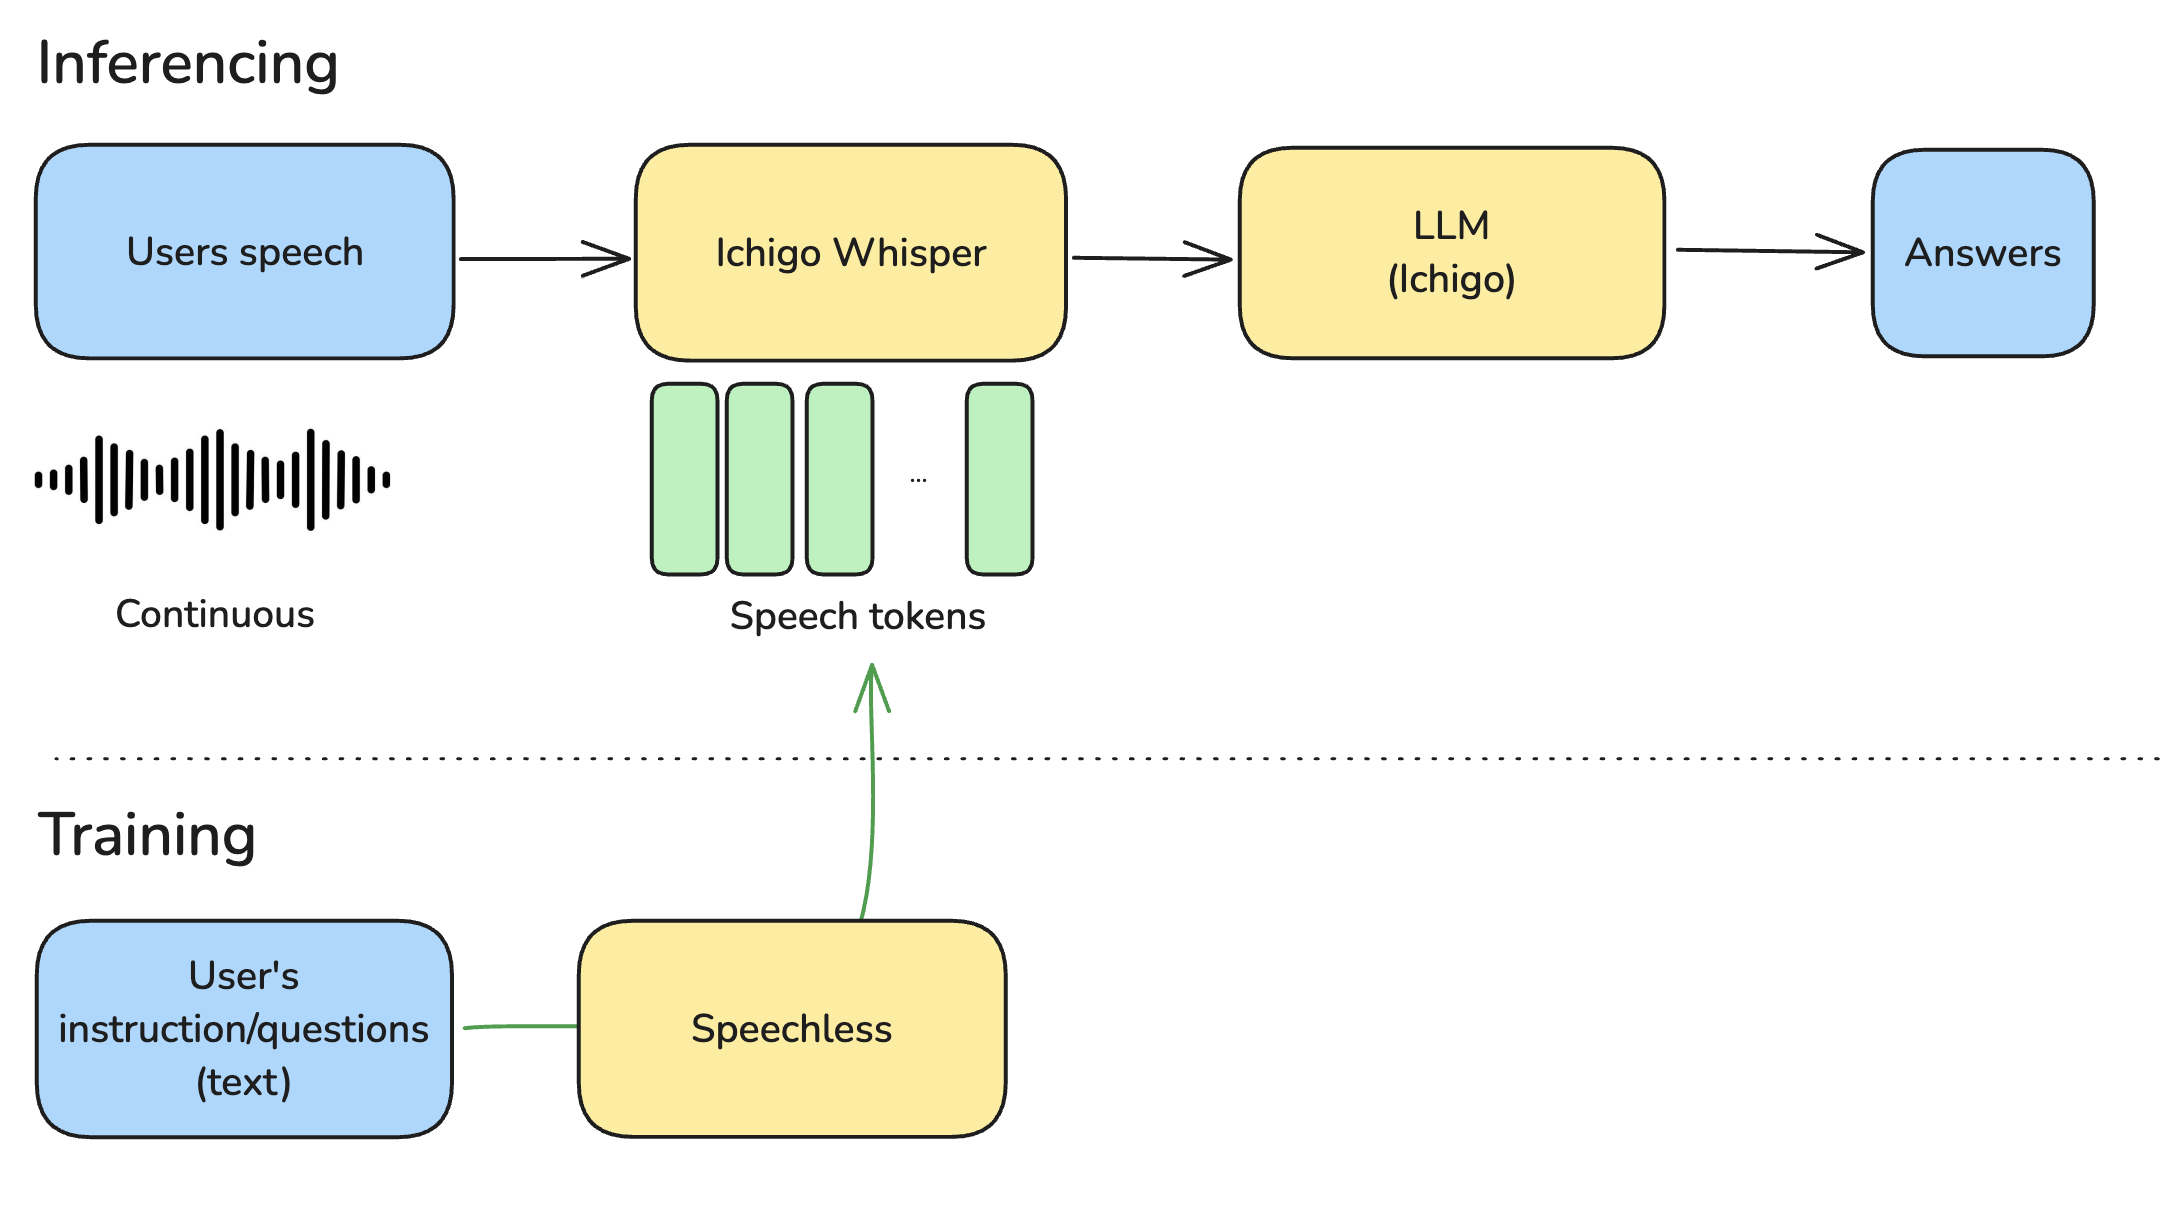 Inferencing
Users speech
Ichigo Whisper
LLM
(Ichigo)
Answers
...
Continuous
Speech tokens
Training
User's
instruction/questions
(text)
Speechless